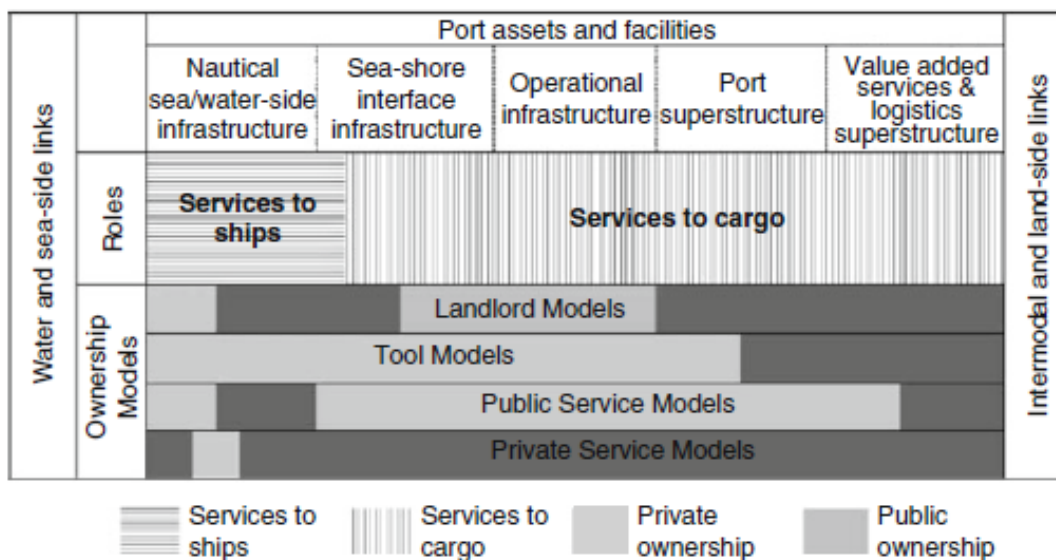 Port assets and facilities
Nautical
sea/water-side
infrastructure
Sea-shore
interface
infrastructure
Operational
infrastructure
Port
superstructure
Value added
services &
logistics
superstructure
Water and sea-side links
Roles
Services to
ships
Services to cargo
Ownership
Models
Landlord Models
Tool Models
Public Service Models
Private Service Models
Intermodal and land-side links
Services to
ships
Services to
cargo
Private
ownership
Public
ownership